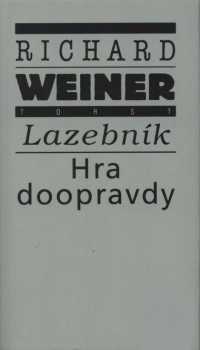 RICHARD
WEINER
TORST
Lazebník
Hra
doopravdy